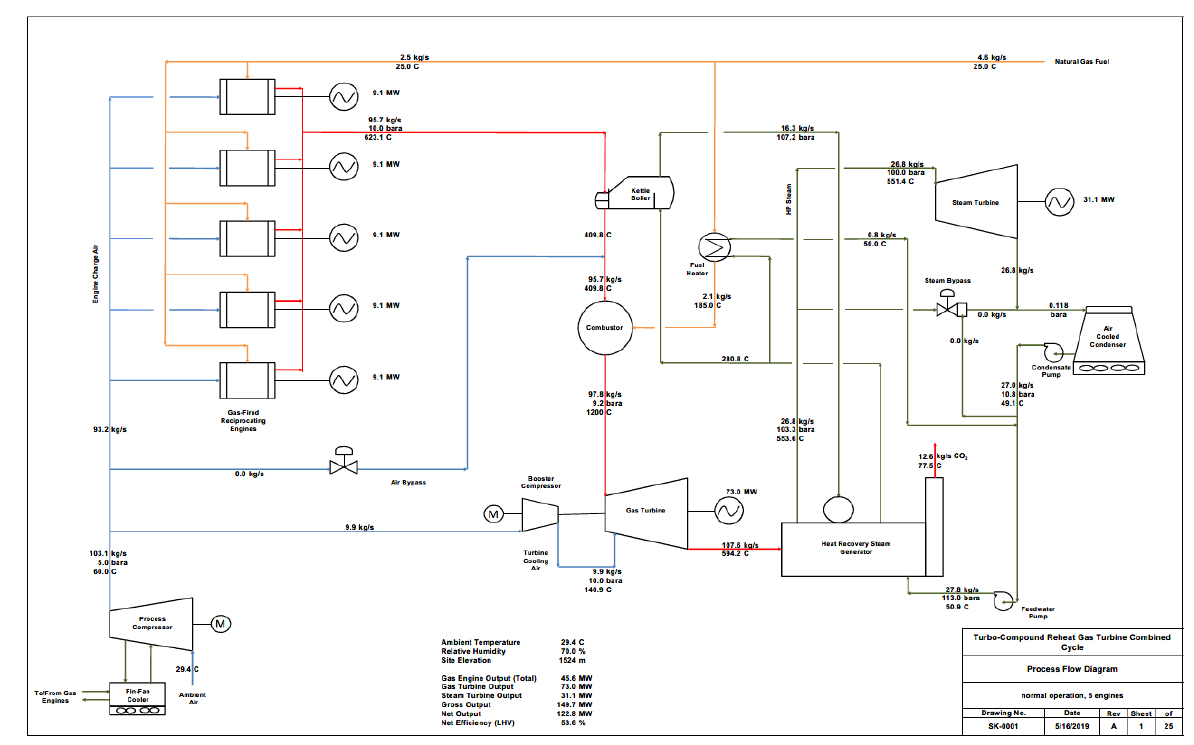 2.5 kg/s
25.0 C
4.6 kg/s
25.0 C
Natural Gas Fuel
9.1 MW
95.7 kg/s
10.0 bara
623.1 C
16.3 kg/s
107.2 bara
9.1 MW
26.8 kg/s
100.0 bara
551.4 C
Kettle
Boiler
HP Steam
Steam Turbine
31.1 MW
9.1 MW
409.8 C
0.8 kg/s
50.0 C
Engine Charge Air
Fuel
Heater
26.8 kg/s
95.7 kg/s
409.8 C
Steam Bypass
2.1 kg/s
185.0 C
9.1 MW
0.118
bara
0.0 kg/s
Combustor
Air
Cooled
Condenser
0.0 kg/s
280.8 C
Condensate
Pump
9.1 MW
27.0 kg/s
10.8 bara
49.1 C
97.8 kg/s
9.2 bara
1200 C
Gas-Fired
Reciprocating
Engines
26.8 kg/s
103.3 bara
553.6 C
93.2 kg/s
12.6 kg/s CO2
77.5 C
0.0 kg/s
Air Bypass
Booster
Compressor
73.0 MW
M
Gas Turbine
9.9 kg/s
107.6 kg/s
594.2 C
Heat Recovery Steam
Generator
103.1 kg/s
5.0 bara
60.0 C
Turbine
Cooling
Air
9.9 kg/s
10.0 bara
140.9 C
27.8 kg/s
113.0 bara
50.9 C
Feedwater
Pump
Process
Compressor
M
29.4 C
To/From Gas
Engines
Fin-Fan
Cooler
Ambient
Air
Ambient Temperature 29.4 C
Relative Humidity 70.0 %
Site Elevation 1524 m
Gas Engine Output (Total) 45.6 MW
Gas Turbine Output 73.0 MW
Steam Turbine Output 31.1 MW
Gross Output 149.7 MW
Net Output 122.8 MW
Net Efficiency (LHV) 53.6 %
Turbo-Compound Reheat Gas Turbine Combined
Cycle
Process Flow Diagram
normal operation, 5 engines
Drawing No. Date Rev Sheet of
SK-0001 5/16/2019 A 1 25